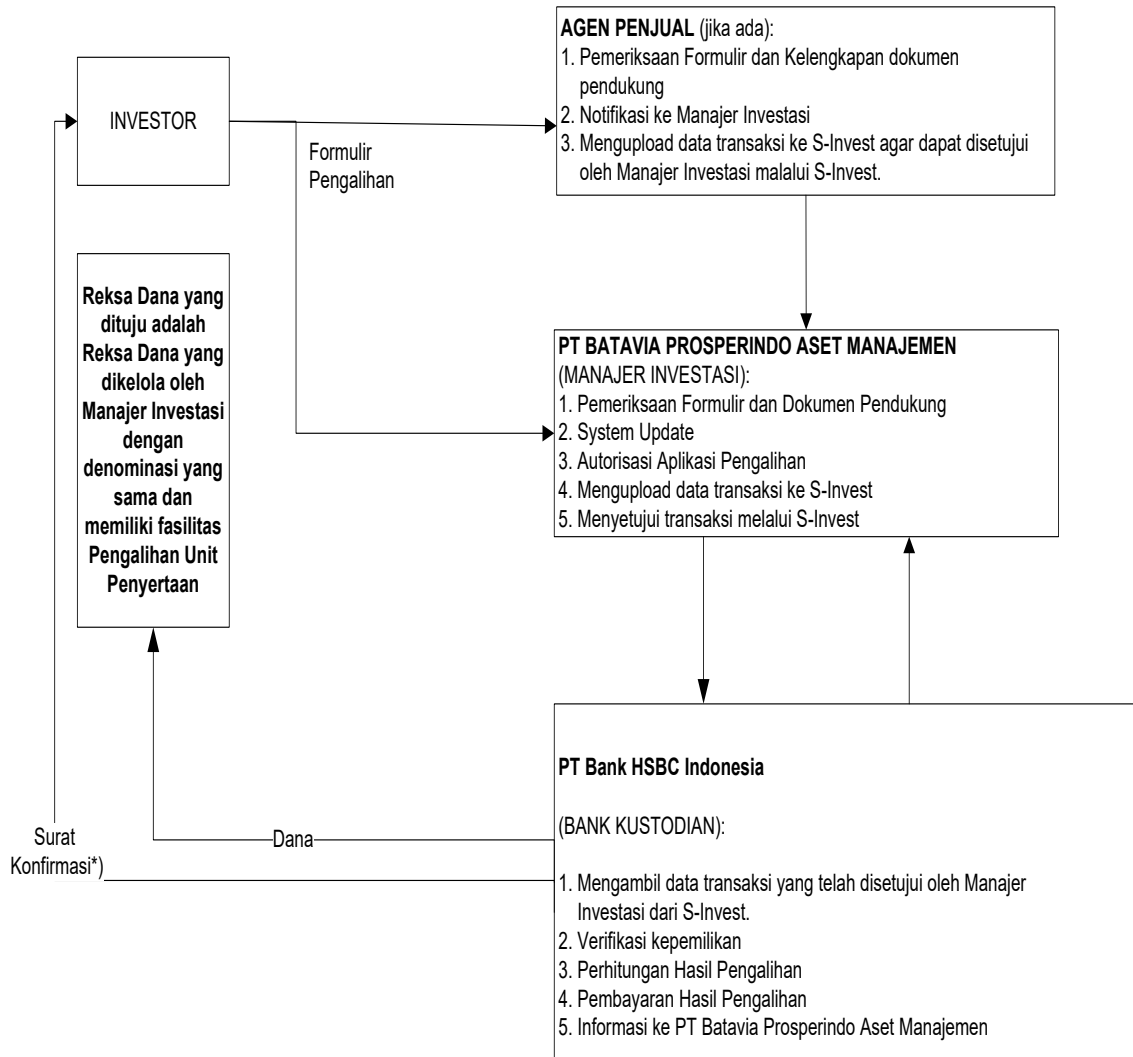 AGEN PENJUAL (jika ada):
1. Pemeriksaan Formulir dan Kelengkapan dokumen
pendukung
2. Notifikasi ke Manajer Investasi
3. Mengupload data transaksi ke S-Invest agar dapat disetujui
oleh Manajer Investasi malalui S-Invest.
INVESTOR
Formulir
Pengalihan
Reksa Dana yang
dituju adalah
Reksa Dana yang
dikelola oleh
Manajer Investasi
dengan
denominasi yang
sama dan
memiliki fasilitas
Pengalihan Unit
Penyertaan
PT BATAVIA PROSPERINDO ASET MANAJEMEN
(MANAJER INVESTASI):
1. Pemeriksaan Formulir dan Dokumen Pendukung
2. System Update
3. Autorisasi Aplikasi Pengalihan
4. Mengupload data transaksi ke S-Invest
5. Menyetujui transaksi melalui S-Invest
Surat
Konfirmasi*)
Dana
PT Bank HSBC Indonesia
(BANK KUSTODIAN):
1. Mengambil data transaksi yang telah disetujui oleh Manajer
Investasi dari S-Invest.
2. Verifikasi kepemilikan
3. Perhitungan Hasil Pengalihan
4. Pembayaran Hasil Pengalihan
5. Informasi ke PT Batavia Prosperindo Aset Manajemen